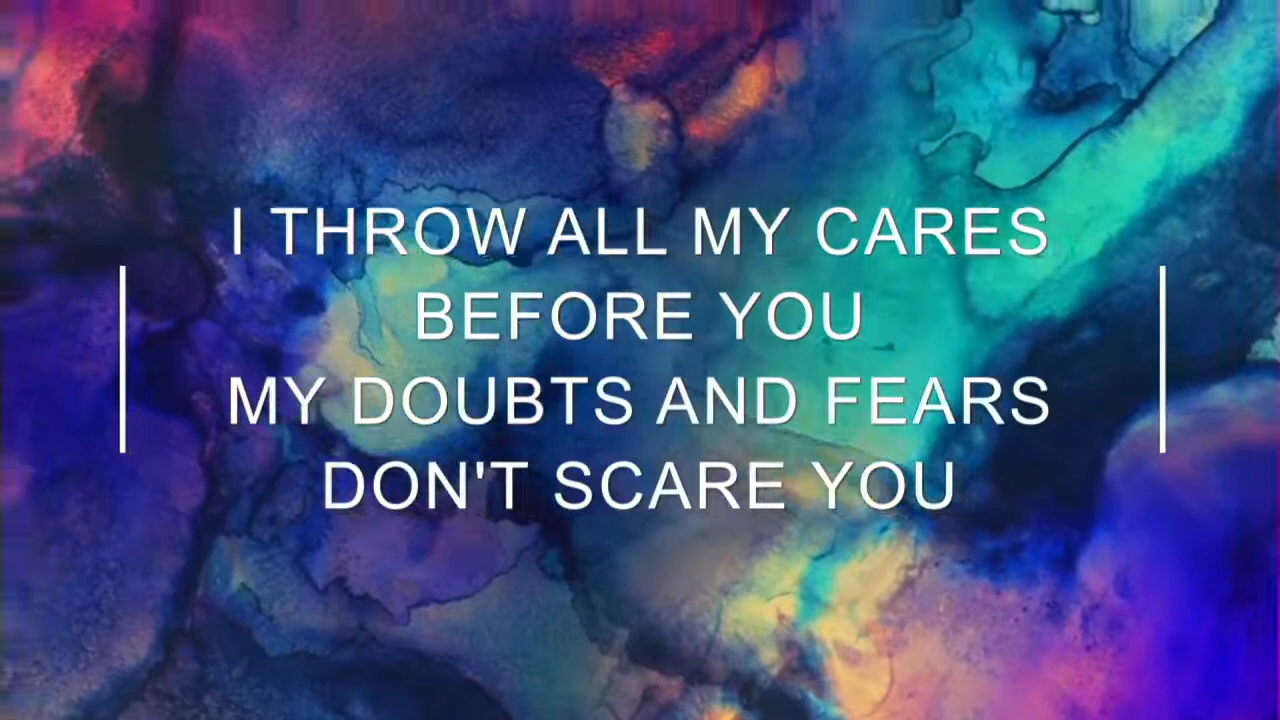 I THROW ALL MY CARES
BEFORE YOU
MY DOUBTS AND FEARS
DON'T SCARE YOU